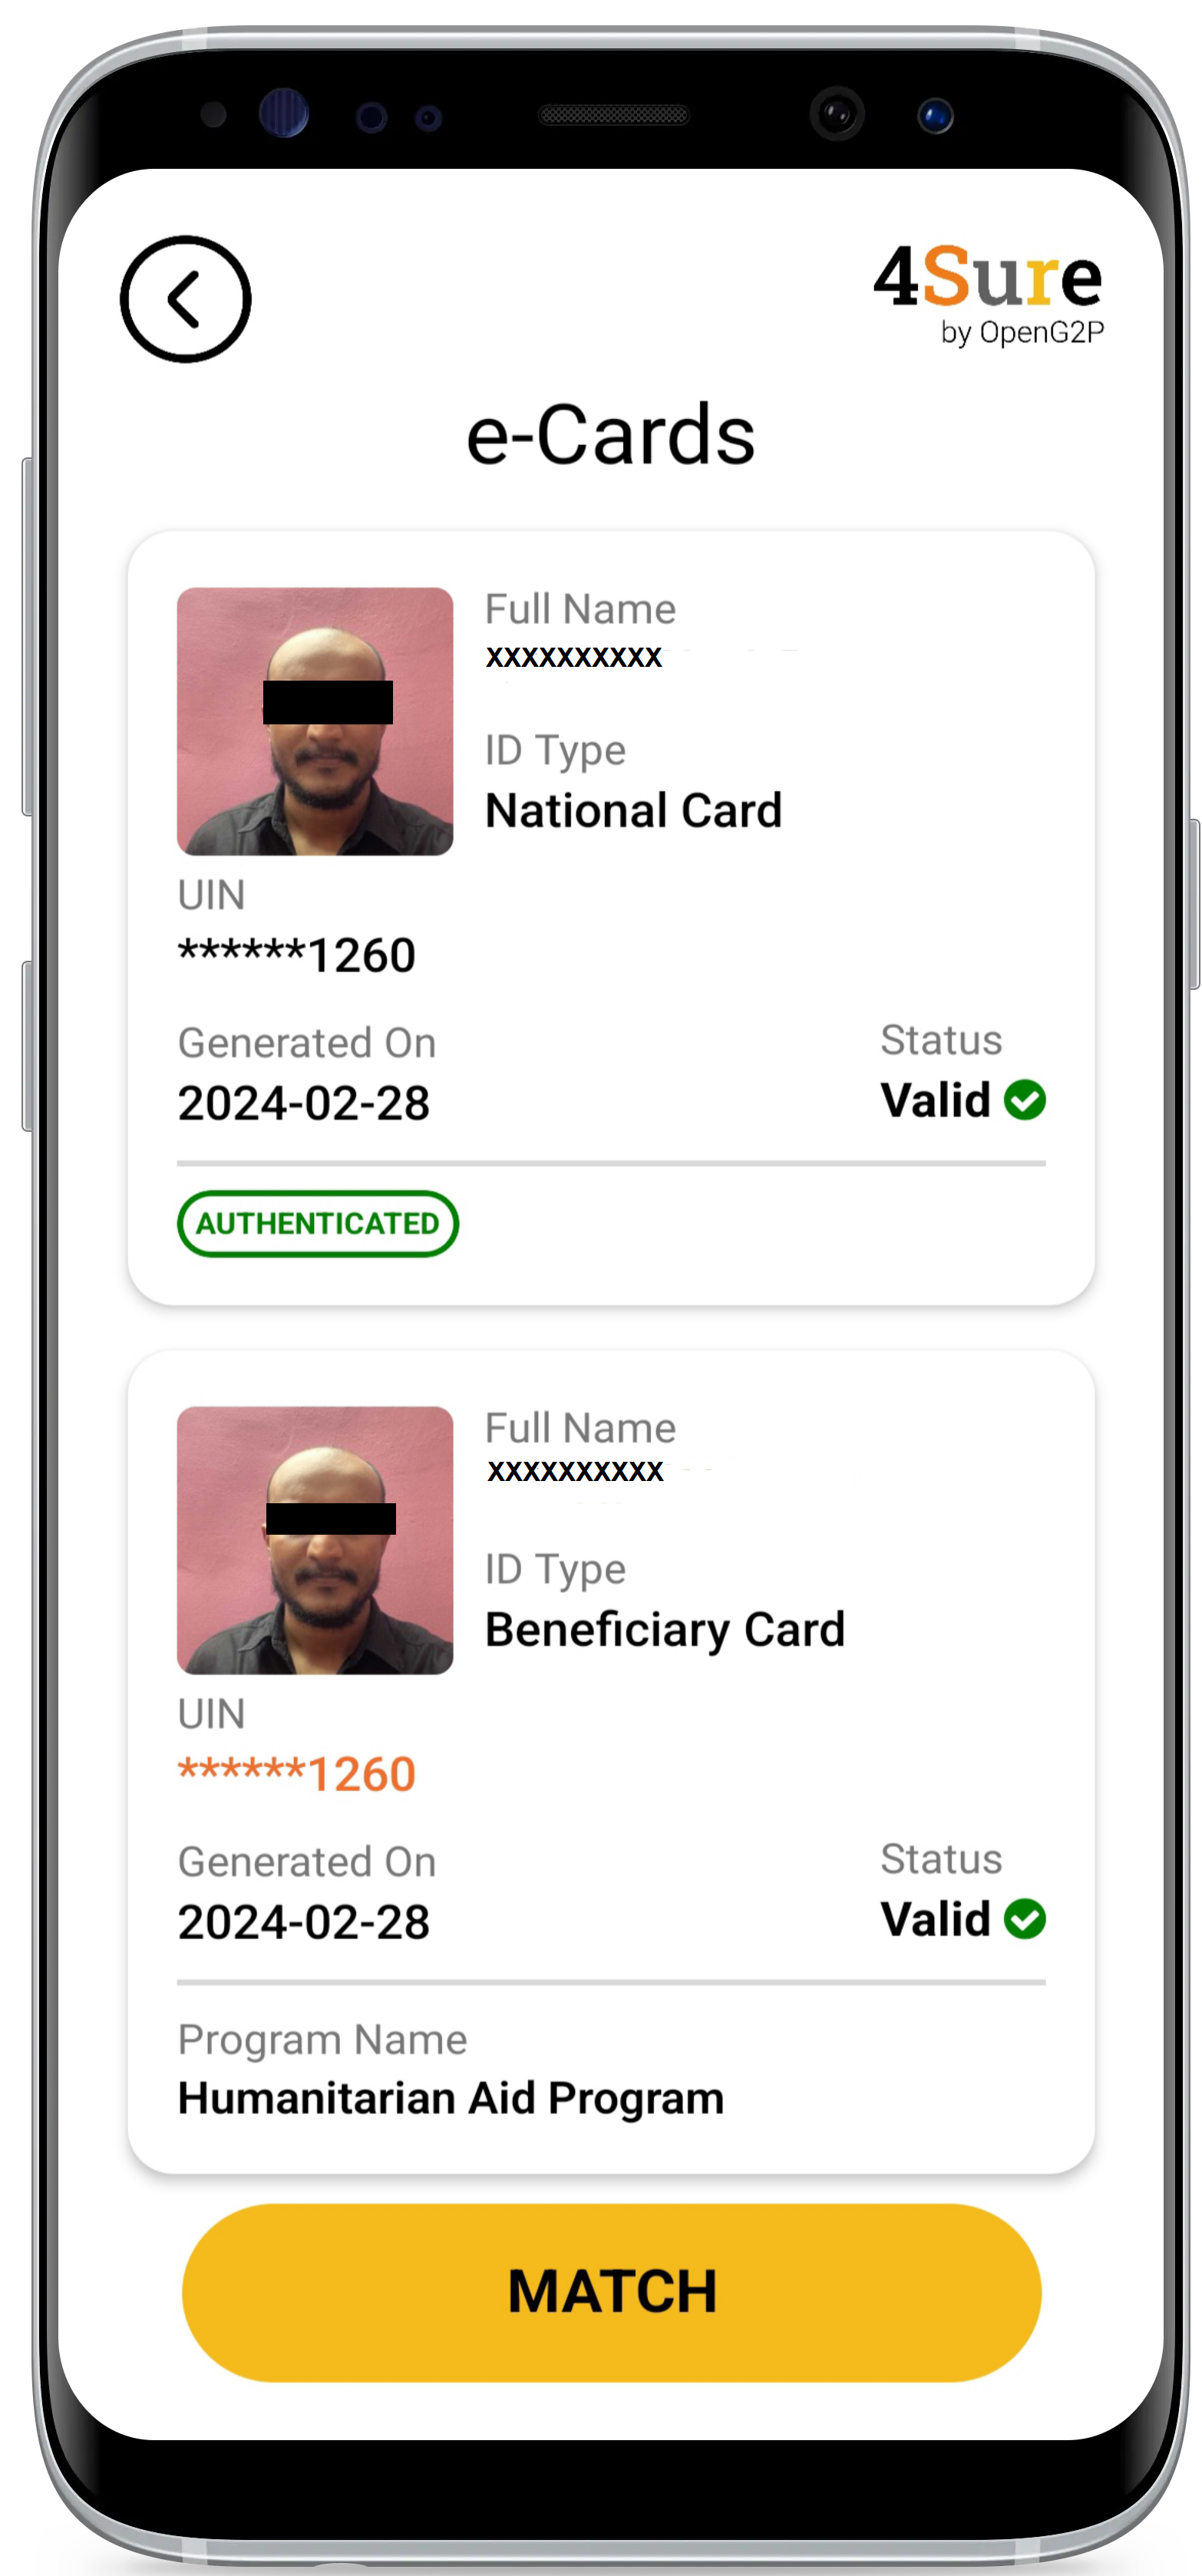 4Sure
by OpenG2P
e-Cards
Full Name
xxxxxxxxxx
ID Type
National Card
UIN
******1260
Generated On
2024-02-28
Status
Valid
AUTHENTICATED
Full Name
xxxxxxxxxx
ID Type
Beneficiary Card
UIN
******1260
Generated On
2024-02-28
Status
Valid
Program Name
Humanitarian Aid Program
MATCH